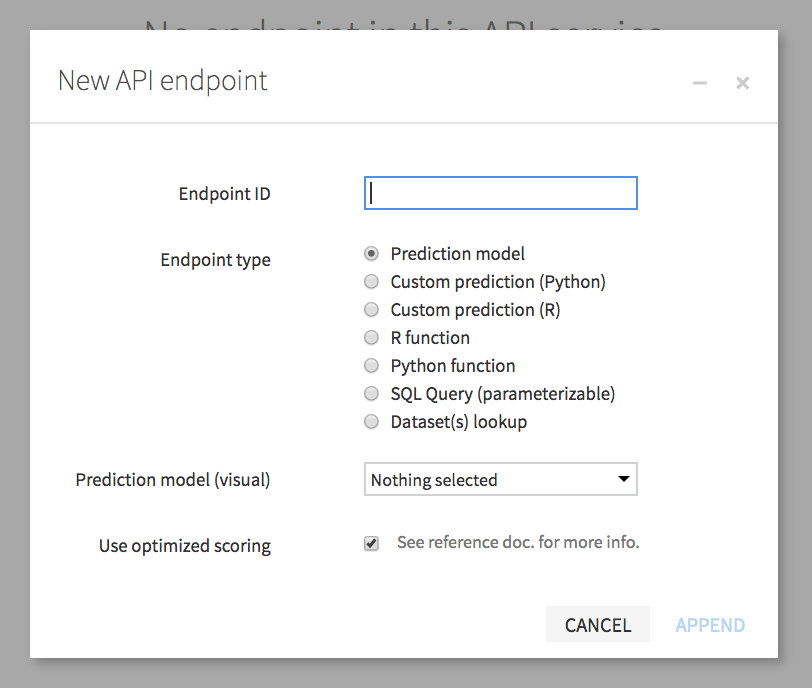 No endpoint in this API service
New API endpoint
Endpoint ID
Endpoint type
Prediction model
Custom prediction (Python)
Custom prediction (R)
R function
Python function
SQL Query (parameterizable)
Dataset(s) lookup
Prediction model (visual)
Nothing selected
Use optimized scoring
See reference doc. for more info.
CANCEL
APPEND